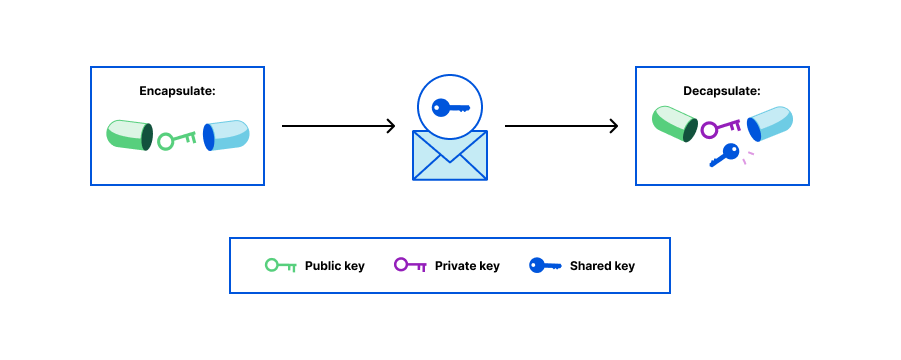 Encapsulate:
Decapsulate:
Public key
Private key
Shared key